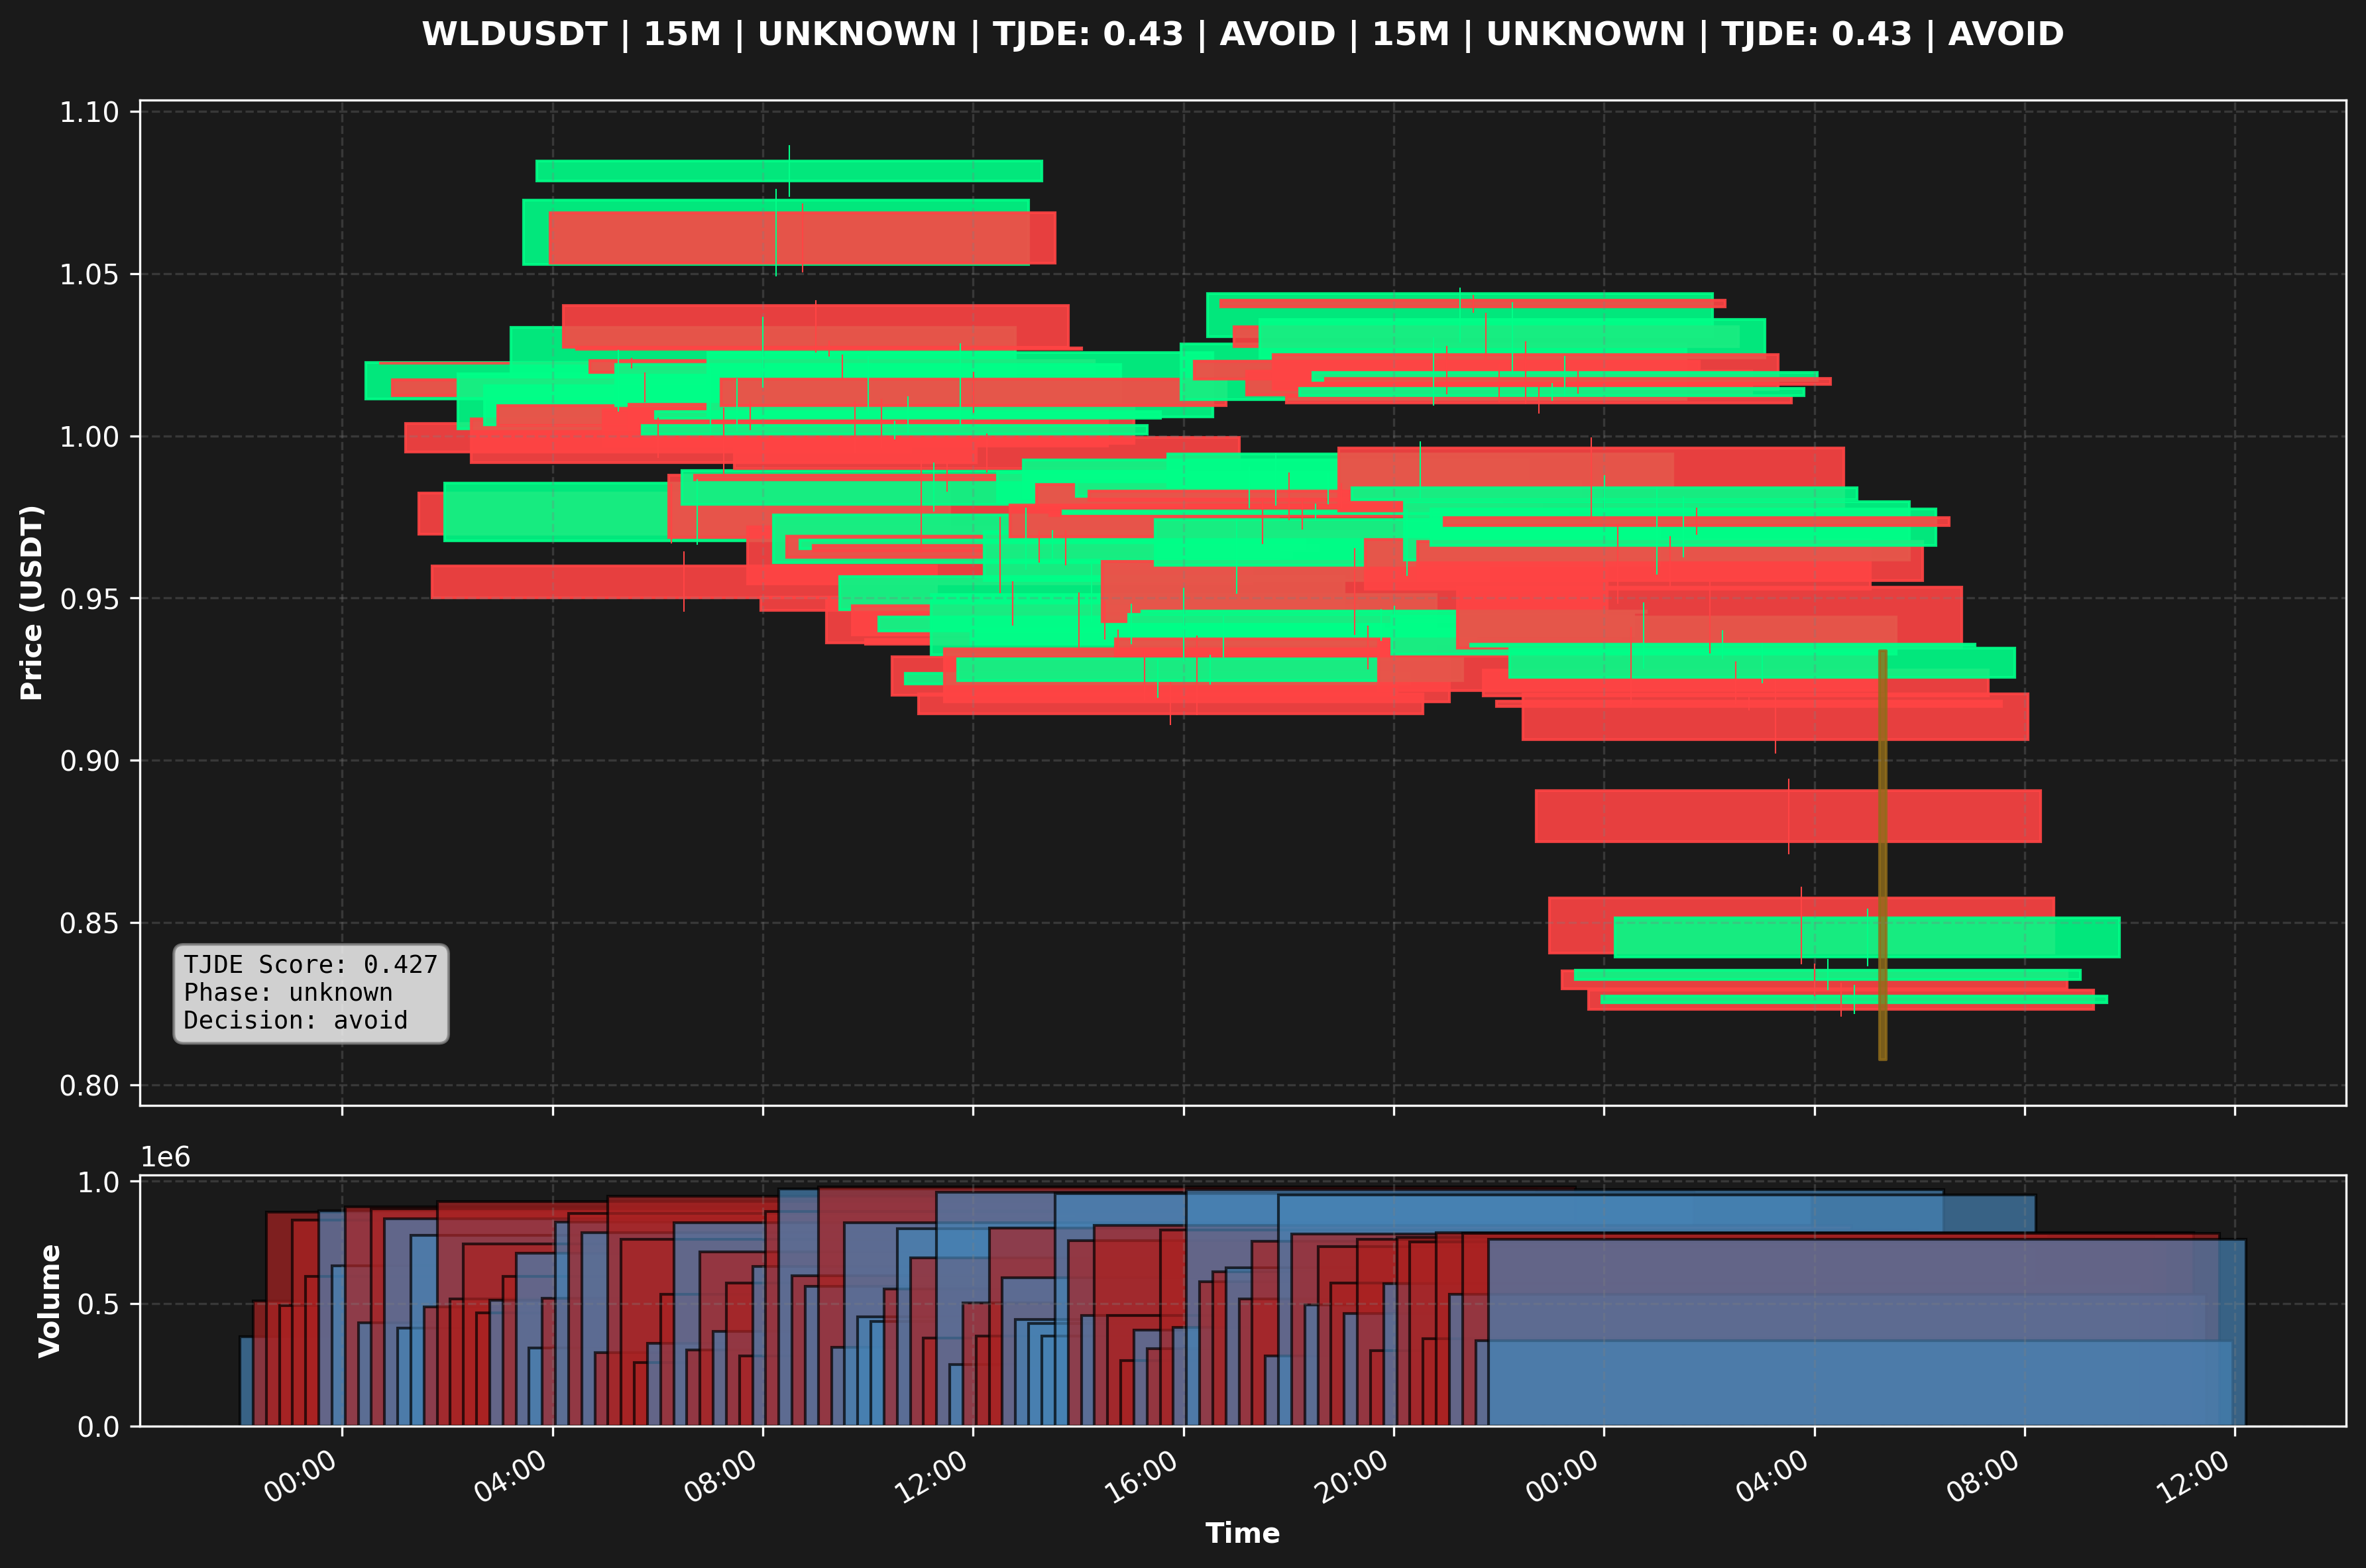 WLDUSDT | 15M | UNKNOWN | TJDE: 0.43 | AVOID | 15M | UNKNOWN | TJDE: 0.43 | AVOID
1.10
1.05
1.00
0.95
0.90
0.85
0.80
Price (USDT)
TJDE Score: 0.427
Phase: unknown
Decision: avoid
1e6
1.0
0.5
0.0
Volume
00:00
04:00
08:00
12:00
16:00
20:00
00:00
04:00
08:00
12:00
Time